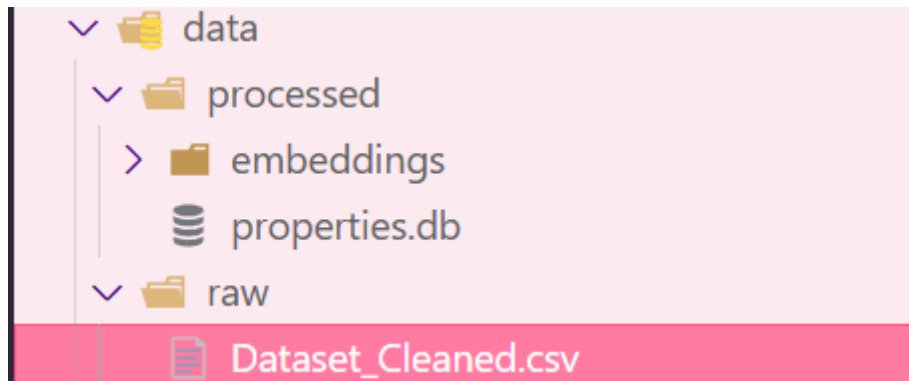 data
processed
embeddings
properties.db
raw
Dataset_Cleaned.csv